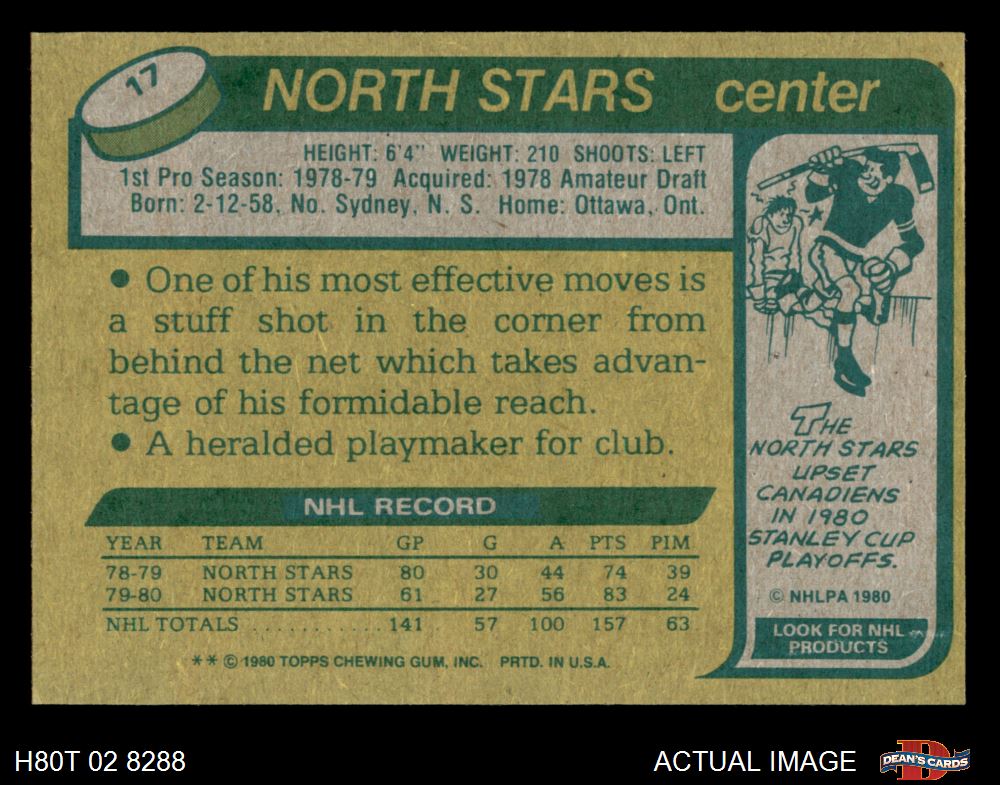 17
NORTH STARS center
HEIGHT: 6'4" WEIGHT: 210 SHOOTS: LEFT
1st Pro Season: 1978-79 Acquired: 1978 Amateur Draft
Born: 2-12-58, No. Sydney, N. S. Home: Ottawa, Ont.
● One of his most effective moves is
a stuff shot in the corner from
behind the net which takes advan-
tage of his formidable reach.
● A heralded playmaker for club.
NHL RECORD
YEAR TEAM GP G A PTS PIM
78-79 NORTH STARS 80 30 44 74 39
79-80 NORTH STARS 61 27 56 83 24
NHL TOTALS ............ 141 57 100 157 63
** © 1980 TOPPS CHEWING GUM, INC. PRTD. IN U.S.A.
THE
NORTH STARS
UPSET
CANADIENS
IN 1980
STANLEY CUP
PLAYOFFS.
© NHLPA 1980
LOOK FOR NHL
PRODUCTS
H80T 02 8288
ACTUAL IMAGE
D
DEAN'S CARDS